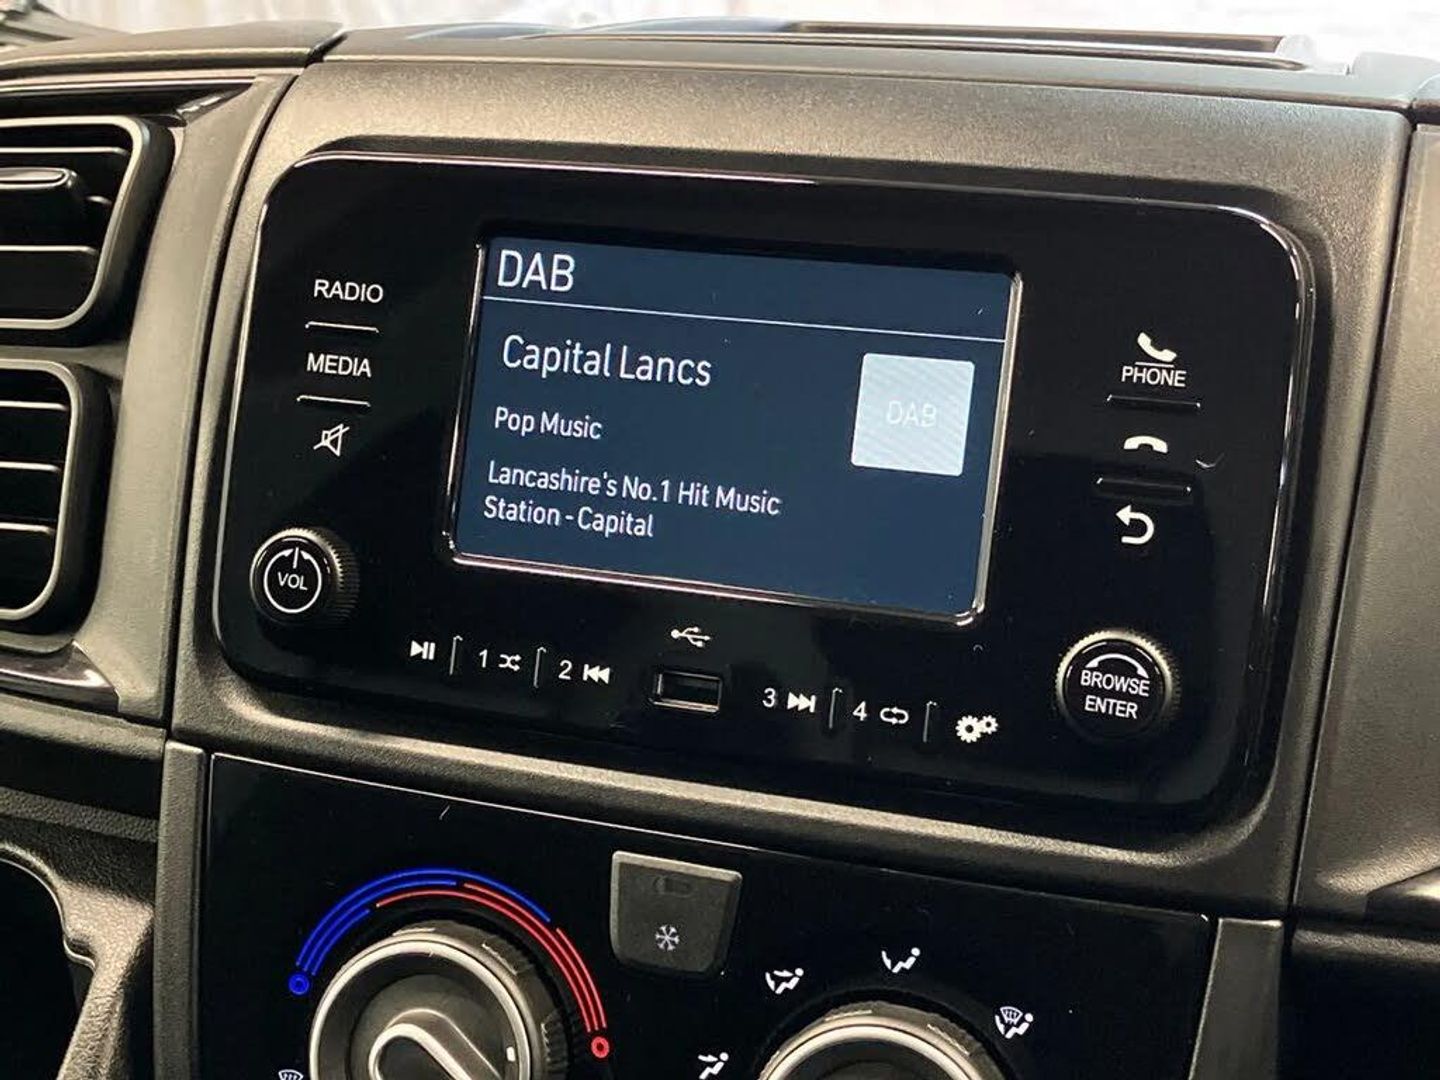 DAB
Capital Lancs
DAB
Pop Music
Lancashire's No.1 Hit Music
Station - Capital
RADIO
MEDIA
VOL
PHONE
1
2
3
4
BROWSE
ENTER